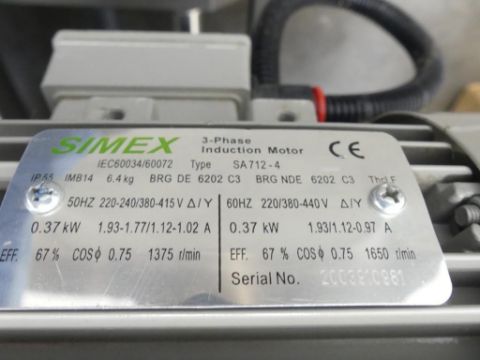 SIMEX
3-Phase
Induction Motor
CE
IEC60034/60072 Type SA712-4
IP 55 IMB14 6.4 kg BRG DE 6202 C3 BRG NDE 6202 C3 Thcl F
50HZ 220-240/380-415 V Δ/Y 60HZ 220/380-440 V Δ/Y
0.37 kW 1.93-1.77/1.12-1.02 A 0.37 kW 1.93/1.12-0.97 A
EFF. 67 % COSϕ 0.75 1375 r/min EFF. 67 % COSϕ 0.75 1650 r/min
Serial No.